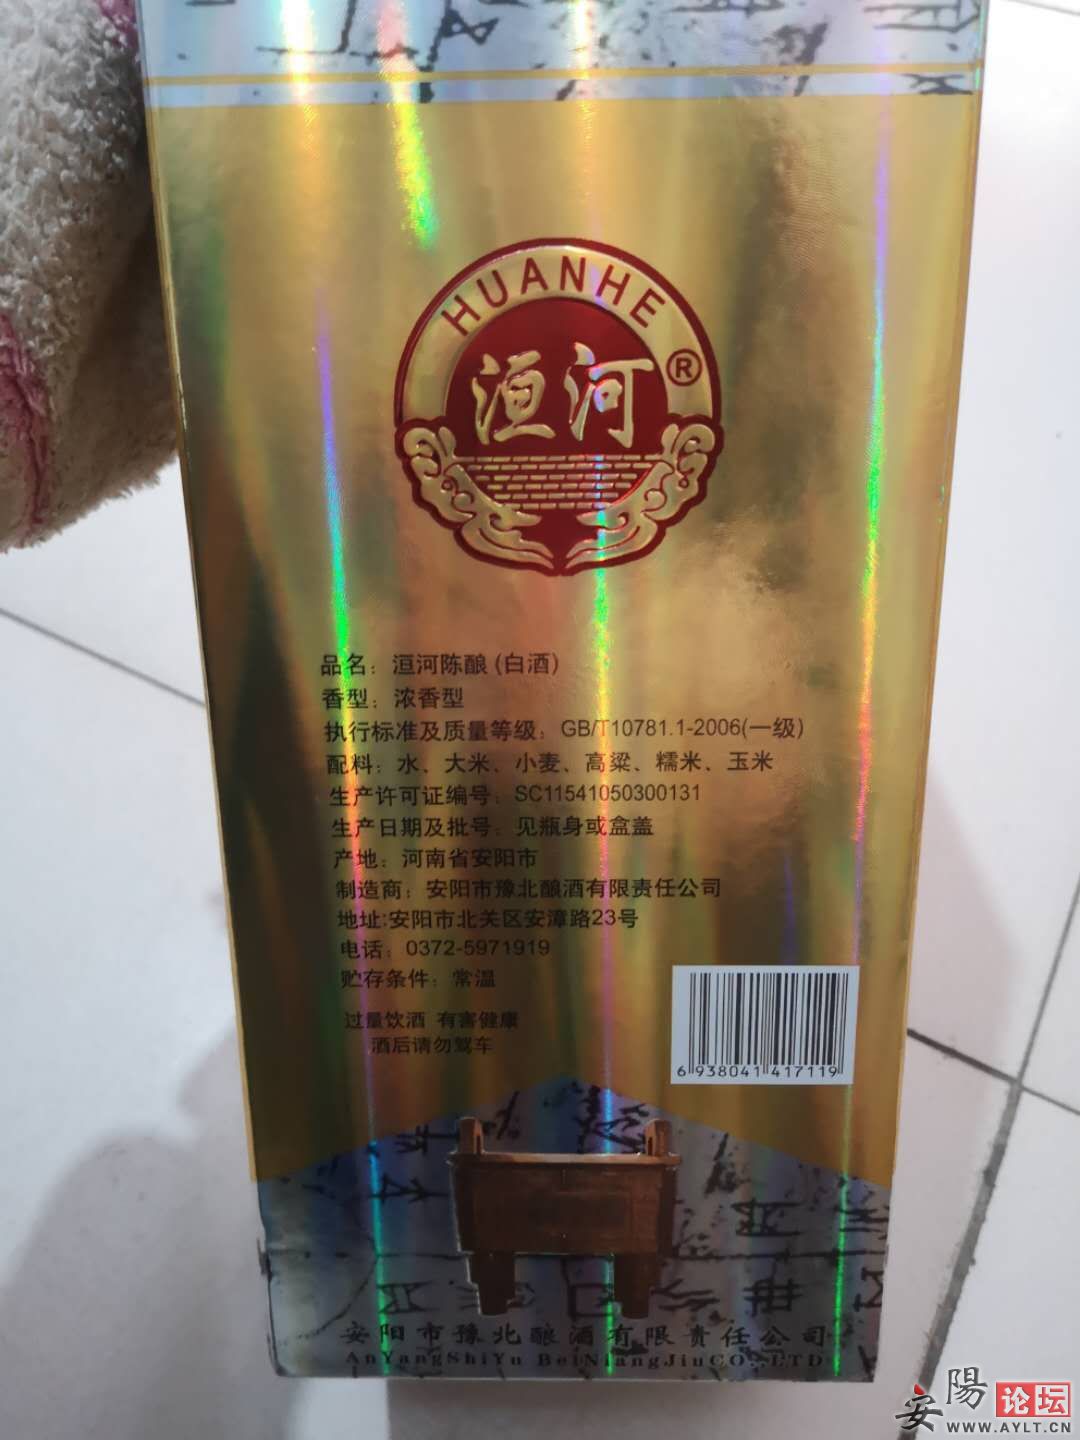 HUANHE
洹河®
品名：洹河陈酿(白酒)
香型：浓香型
执行标准及质量等级：GB/T10781.1-2006(一级)
配料：水、大米、小麦、高粱、糯米、玉米
生产许可证编号：SC11541050300131
生产日期及批号：见瓶身或盒盖
产地：河南省安阳市
制造商：安阳市豫北酿酒有限责任公司
地址:安阳市北关区安漳路23号
电话：0372-5971919
贮存条件：常温
过量饮酒 有害健康
酒后请勿驾车
6 938041 417119
安阳市豫北酿酒有限责任公司
AnYangShiYu BeiNiangJiuCO.,LTD
安陽论坛
WWW.AYLT.CN